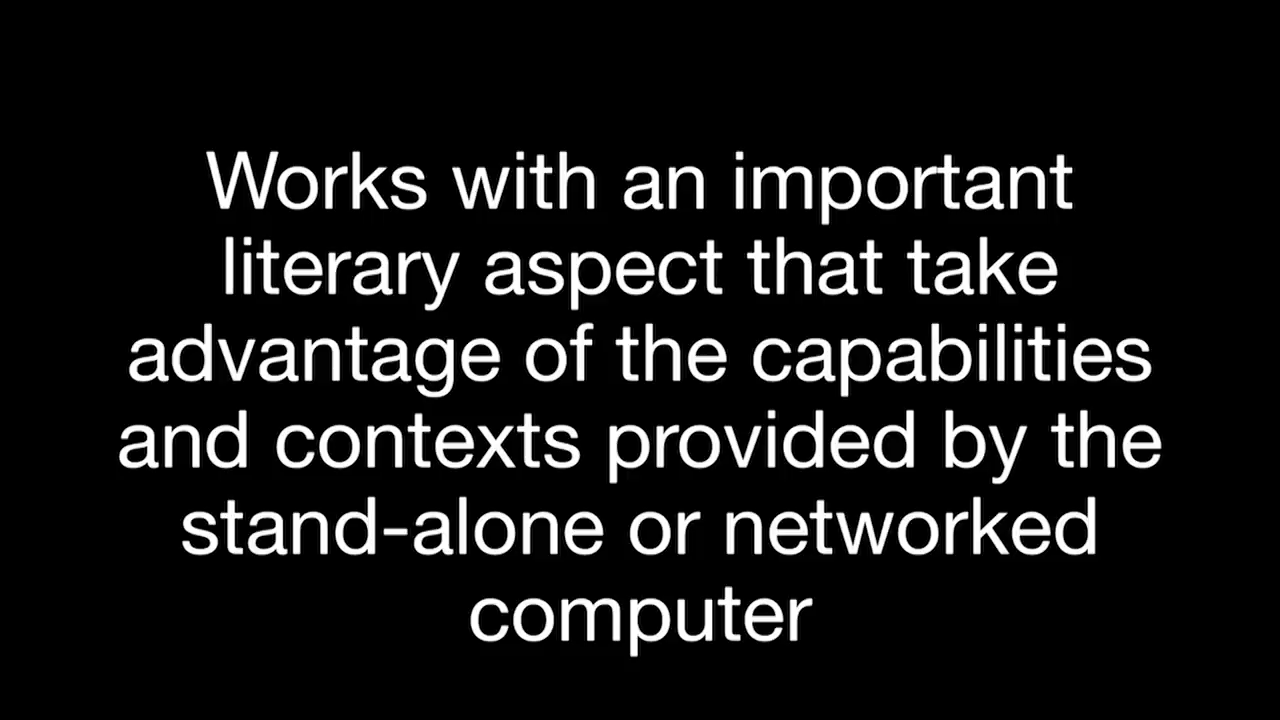 Works with an important
literary aspect that take
advantage of the capabilities
and contexts provided by the
stand-alone or networked
computer